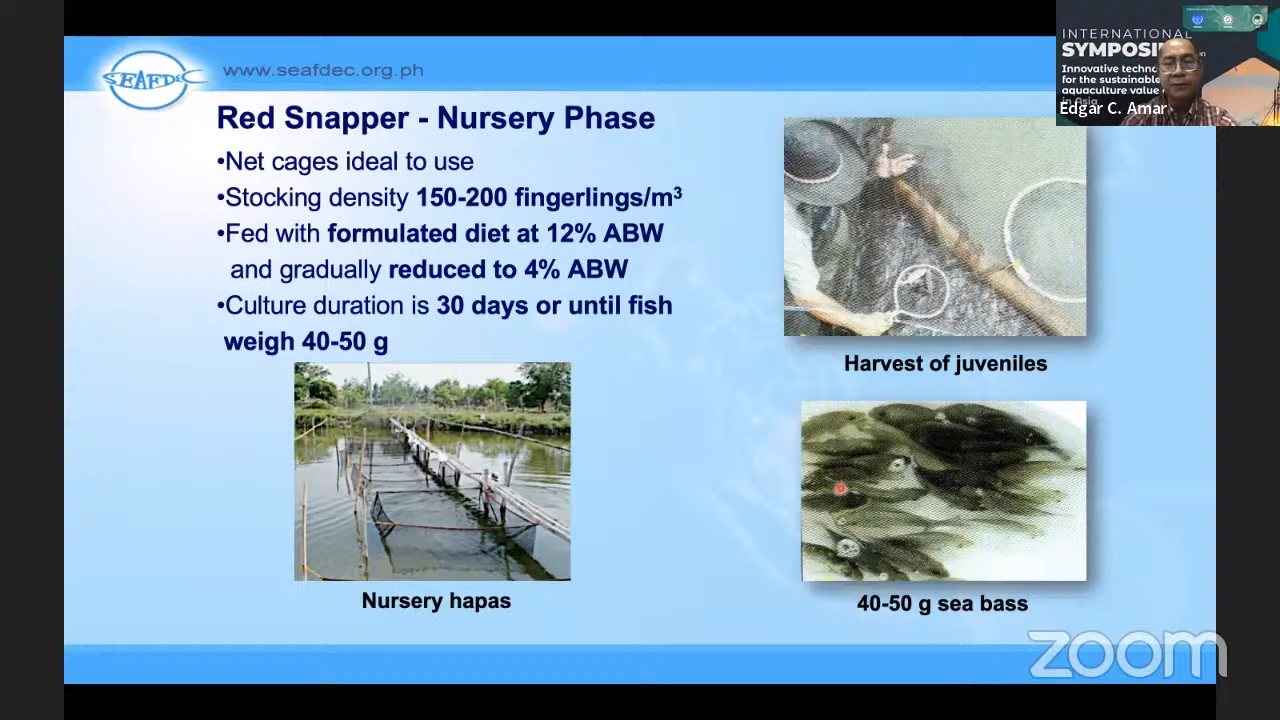 SEAFDEC
www.seafdec.org.ph
INTERNATIONAL
SYMPOSI
Innovative techno
for the sustainable
aquaculture value
in Asia
Edgar C. Amar
Red Snapper - Nursery Phase
•Net cages ideal to use
•Stocking density 150-200 fingerlings/m³
•Fed with formulated diet at 12% ABW
and gradually reduced to 4% ABW
•Culture duration is 30 days or until fish
weigh 40-50 g
Harvest of juveniles
Nursery hapas
40-50 g sea bass
zoom